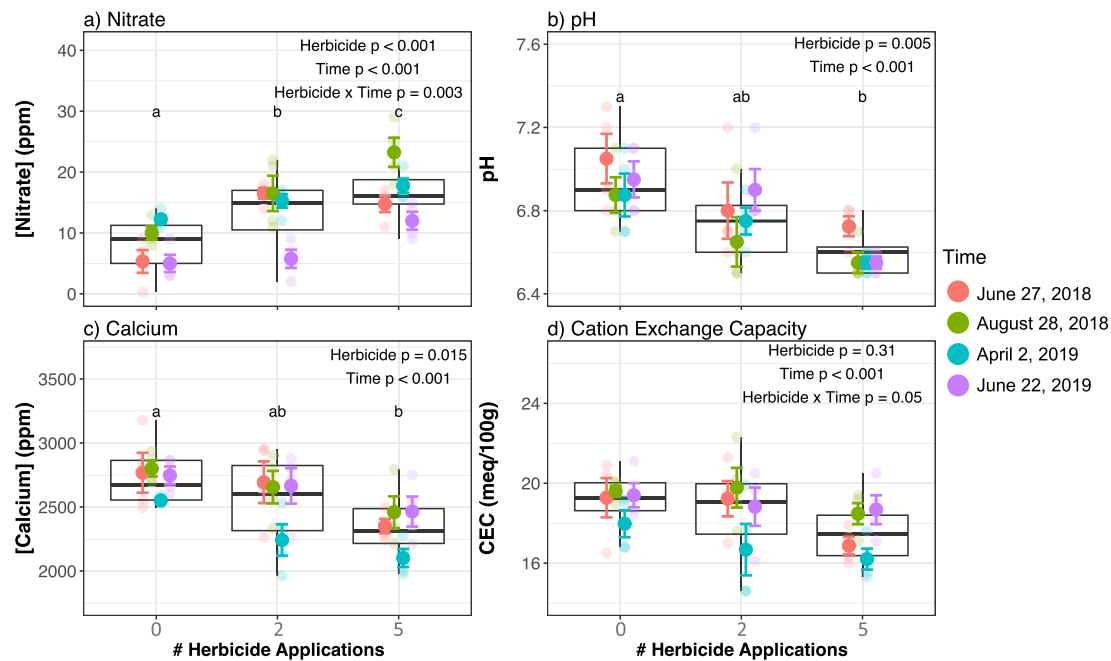 a) Nitrate
Herbicide p < 0.001
Time p < 0.001
Herbicide x Time p = 0.003
a
b
c
40
30
20
10
0
[Nitrate] (ppm)
b) pH
Herbicide p = 0.005
Time p < 0.001
a
ab
b
7.6
7.2
6.8
6.4
pH
c) Calcium
Herbicide p = 0.015
Time p < 0.001
a
ab
b
3500
3000
2500
2000
[Calcium] (ppm)
0
2
5
# Herbicide Applications
d) Cation Exchange Capacity
Herbicide p = 0.31
Time p < 0.001
Herbicide x Time p = 0.05
24
20
16
CEC (meq/100g)
0
2
5
# Herbicide Applications
Time
June 27, 2018
August 28, 2018
April 2, 2019
June 22, 2019